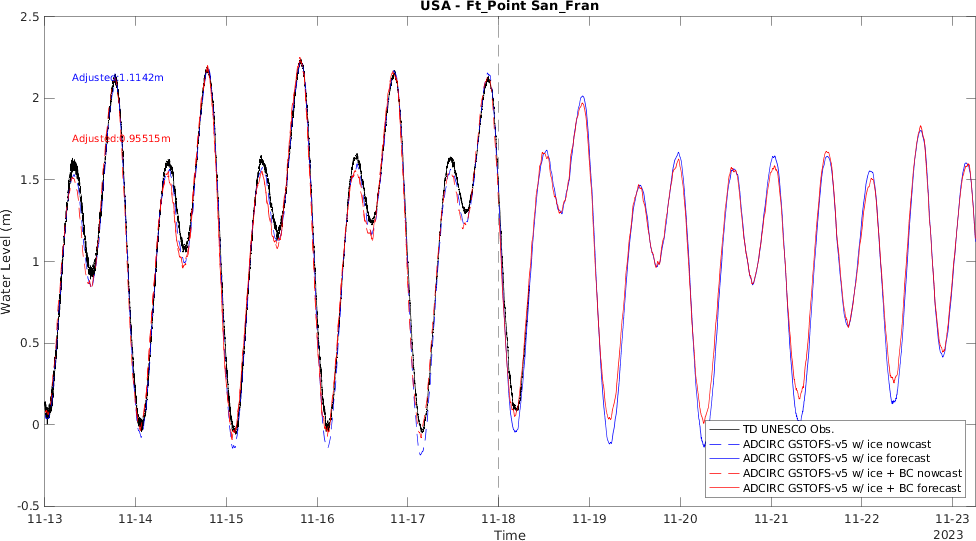 USA - Ft_Point San_Fran
2.5
2
1.5
1
0.5
0
-0.5
Water Level (m)
Adjusted:1.1142m
Adjusted:0.95515m
TD UNESCO Obs.
ADCIRC GSTOFS-v5 w/ ice nowcast
ADCIRC GSTOFS-v5 w/ ice forecast
ADCIRC GSTOFS-v5 w/ ice + BC nowcast
ADCIRC GSTOFS-v5 w/ ice + BC forecast
11-13 11-14 11-15 11-16 11-17 11-18 11-19 11-20 11-21 11-22 11-23
Time
2023